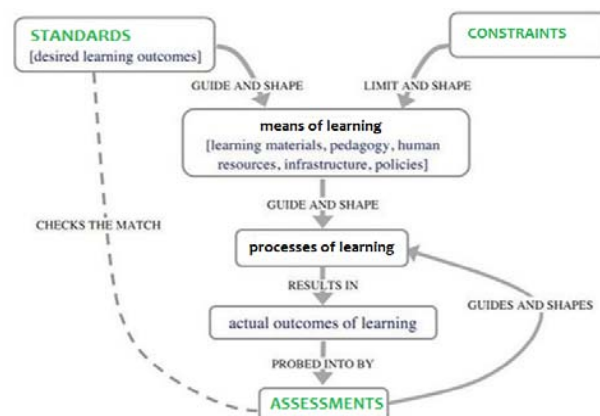 STANDARDS
[desired learning outcomes]
CONSTRAINTS
GUIDE AND SHAPE
LIMIT AND SHAPE
means of learning
[learning materials, pedagogy, human
resources, infrastructure, policies]
GUIDE AND SHAPE
CHECKS THE MATCH
processes of learning
RESULTS IN
GUIDES AND SHAPES
actual outcomes of learning
PROBED INTO BY
ASSESSMENTS